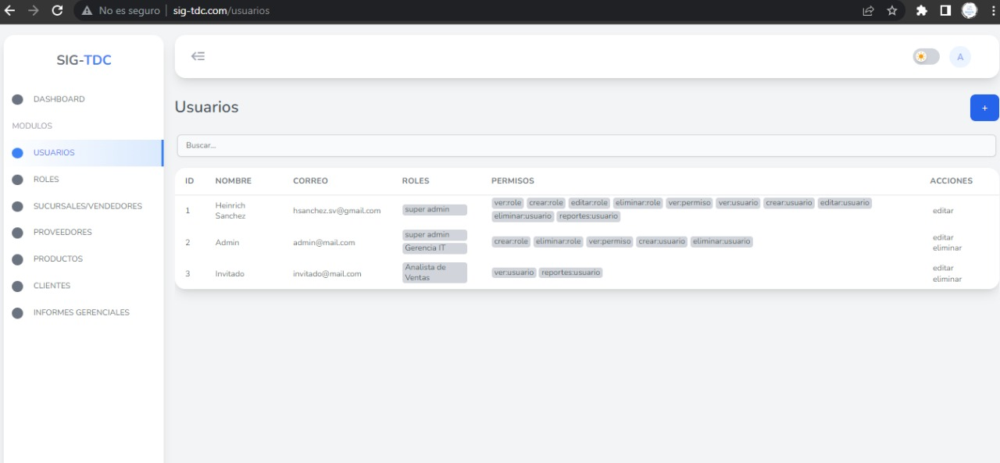 No es seguro | sig-tdc.com/usuarios
SIG-TDC
A
DASHBOARD
MODULOS
USUARIOS
ROLES
SUCURSALES/VENDEDORES
PROVEEDORES
PRODUCTOS
CLIENTES
INFORMES GERENCIALES
Usuarios
+
Buscar...
ID NOMBRE CORREO ROLES PERMISOS ACCIONES
1 Heinrich Sanchez hsanchez.sv@gmail.com super admin ver:role crear:role editar:role eliminar:role ver:permiso ver:usuario crear:usuario editar:usuario editar
eliminar:usuario reportes:usuario
2 Admin admin@mail.com super admin crear:role eliminar:role ver:permiso crear:usuario eliminar:usuario editar
Gerencia IT eliminar
3 Invitado invitado@mail.com Analista de Ventas ver:usuario reportes:usuario editar
eliminar